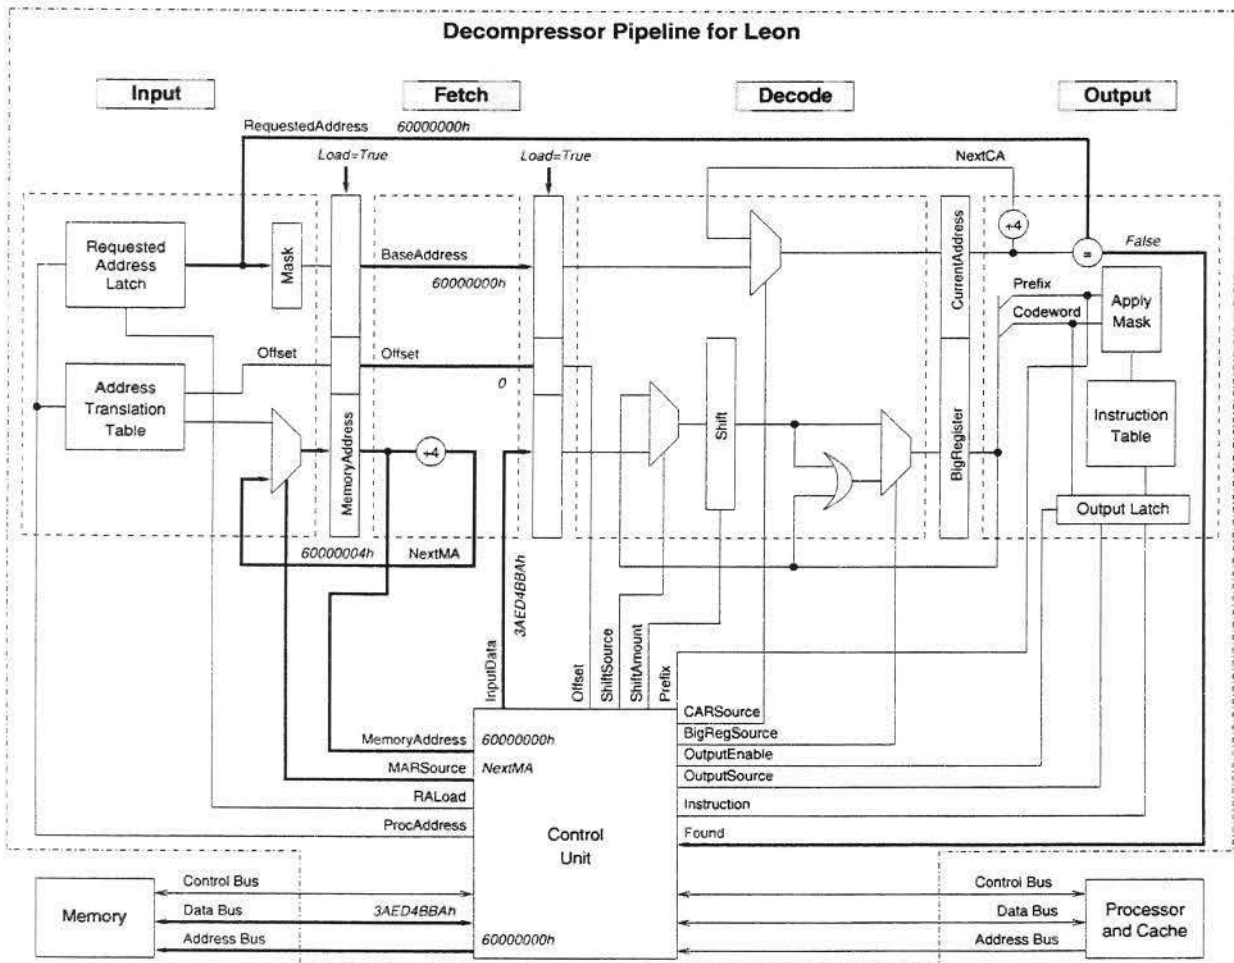 Decompressor Pipeline for Leon
Input
Fetch
Decode
Output
RequestedAddress 60000000h
Load=True
Load=True
NextCA
+4
Requested
Address
Latch
Mask
BaseAddress
60000000h
CurrentAddress
=
False
Prefix
Codeword
Apply
Mask
Offset
Offset
0
Address
Translation
Table
MemoryAddress
+4
Shift
BigRegister
Instruction
Table
Output Latch
60000004h
NextMA
3AED4BBAh
InputData
Offset
ShiftSource
ShiftAmount
Prefix
CARSource
BigRegSource
OutputEnable
OutputSource
Instruction
Found
MemoryAddress 60000000h
MARSource NextMA
RALoad
ProcAddress
Control
Unit
Memory
Control Bus
Data Bus 3AED4BBAh
Address Bus 60000000h
Control Bus
Data Bus
Address Bus
Processor
and Cache